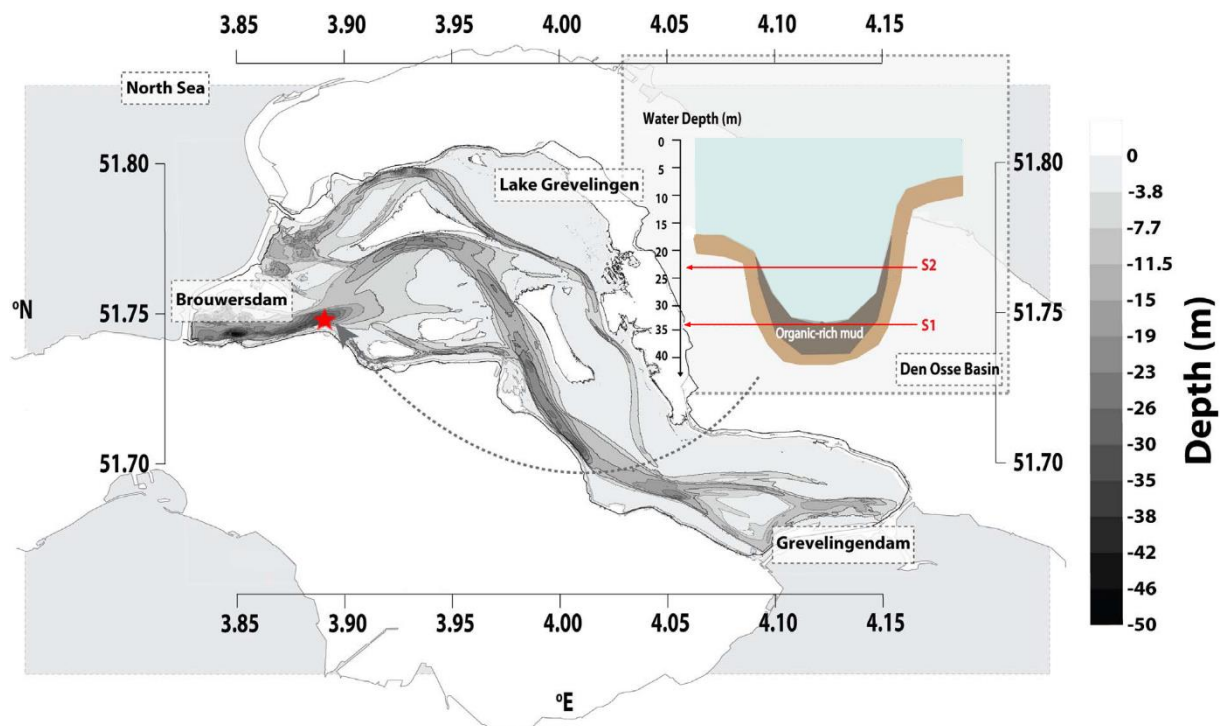 3.85 3.90 3.95 4.00 4.05 4.10 4.15
North Sea
Water Depth (m)
0
5
10
15
20
25
30
35
40
51.80
51.80
Lake Grevelingen
S2
Brouwersdam
ºN
51.75
51.75
S1
Organic-rich mud
Den Osse Basin
51.70
51.70
Grevelingendam
3.85 3.90 3.95 4.00 4.05 4.10 4.15
ºE
0
-3.8
-7.7
-11.5
-15
-19
-23
-26
-30
-34
-38
-42
-46
-50
Depth (m)